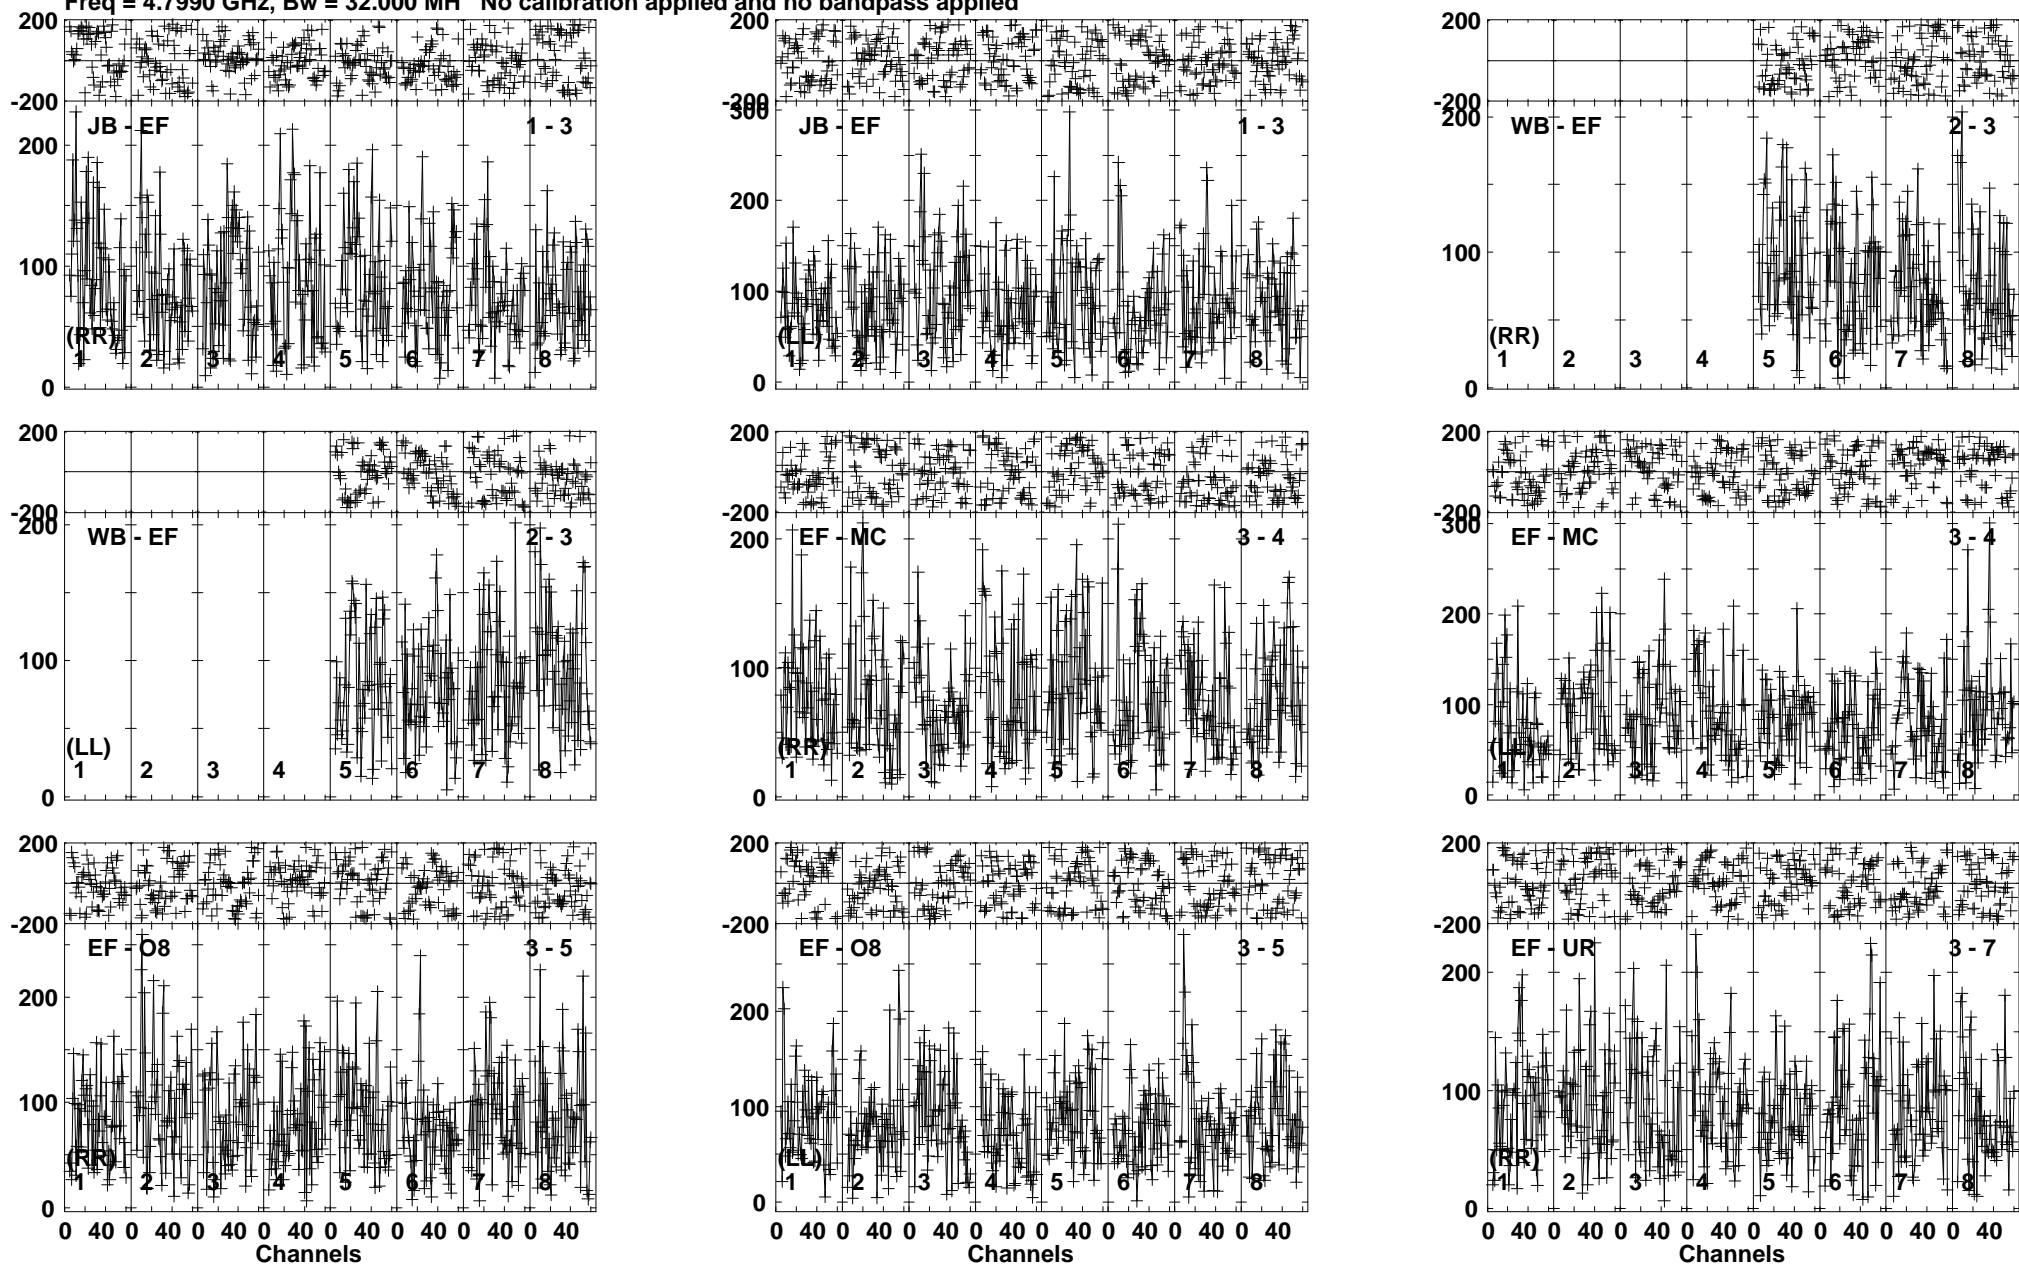 Freq = 4.7990 GHz, Bw = 32.000 MH No calibration applied and no bandpass applied
200 200 200
-200 -200 -200
JB - EF 1 - 3 300 JB - EF 1 - 3 WB - EF 2 - 3
200 200 200
100 100 100
(RR) (LL) (RR)
1 2 3 4 5 6 7 8 1 2 3 4 5 6 7 8 1 2 3 4 5 6 7 8
0 0 0
200 200 200
-200 -200 -200
200 WB - EF 2 - 3 200 EF - MC 3 - 4 300 EF - MC 3 - 4
200
100 100 100
(LL) (RR) (LL)
1 2 3 4 5 6 7 8 1 2 3 4 5 6 7 8 1 2 3 4 5 6 7 8
0 0 0
200 200 200
-200 -200 -200
EF - O8 3 - 5 EF - O8 3 - 5 EF - UR 3 - 7
200 200 200
100 100 100
(RR) (LL) (RR)
1 2 3 4 5 6 7 8 1 2 3 4 5 6 7 8 1 2 3 4 5 6 7 8
0 0 0
0 40 0 40 0 40 0 40 0 40 0 40 0 40 0 40 0 40 0 40 0 40 0 40 0 40 0 40 0 40 0 40 0 40 0 40 0 40 0 40 0 40 0 40 0 40 0 40
Channels Channels Channels